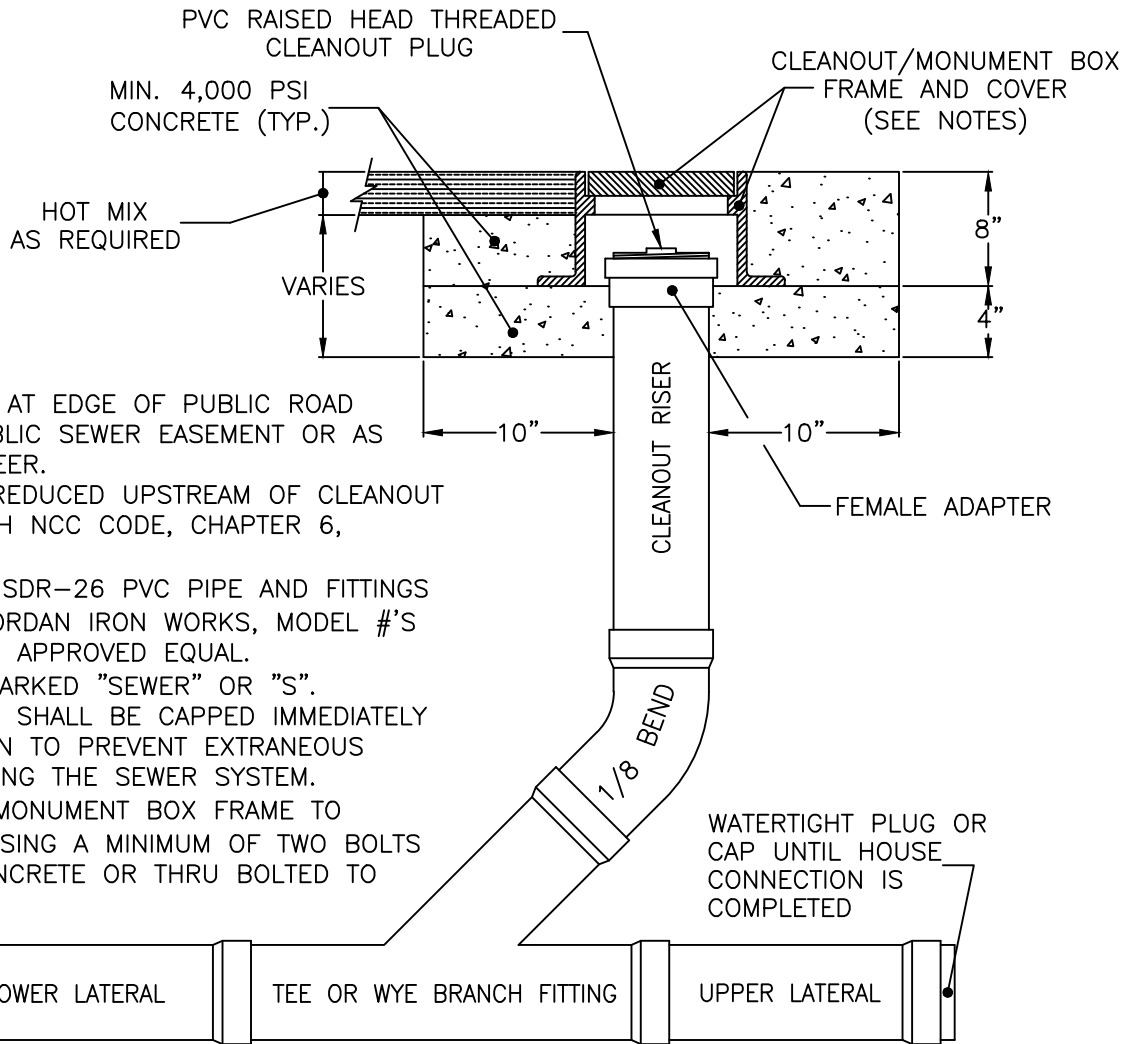 PVC RAISED HEAD THREADED
CLEANOUT PLUG
CLEANOUT/MONUMENT BOX
FRAME AND COVER
(SEE NOTES)
MIN. 4,000 PSI
CONCRETE (TYP.)
HOT MIX
AS REQUIRED
VARIES
8"
4"
10"
10"
CLEANOUT RISER
FEMALE ADAPTER
AT EDGE OF PUBLIC ROAD
BLIC SEWER EASEMENT OR AS
EER.
REDUCED UPSTREAM OF CLEANOUT
H NCC CODE, CHAPTER 6,
SDR-26 PVC PIPE AND FITTINGS
ORDAN IRON WORKS, MODEL #'S
APPROVED EQUAL.
ARKED "SEWER" OR "S".
SHALL BE CAPPED IMMEDIATELY
N TO PREVENT EXTRANEOUS
ING THE SEWER SYSTEM.
MONUMENT BOX FRAME TO
SING A MINIMUM OF TWO BOLTS
NCRETE OR THRU BOLTED TO
1/8 BEND
WATERTIGHT PLUG OR
CAP UNTIL HOUSE
CONNECTION IS
COMPLETED
OWER LATERAL
TEE OR WYE BRANCH FITTING
UPPER LATERAL